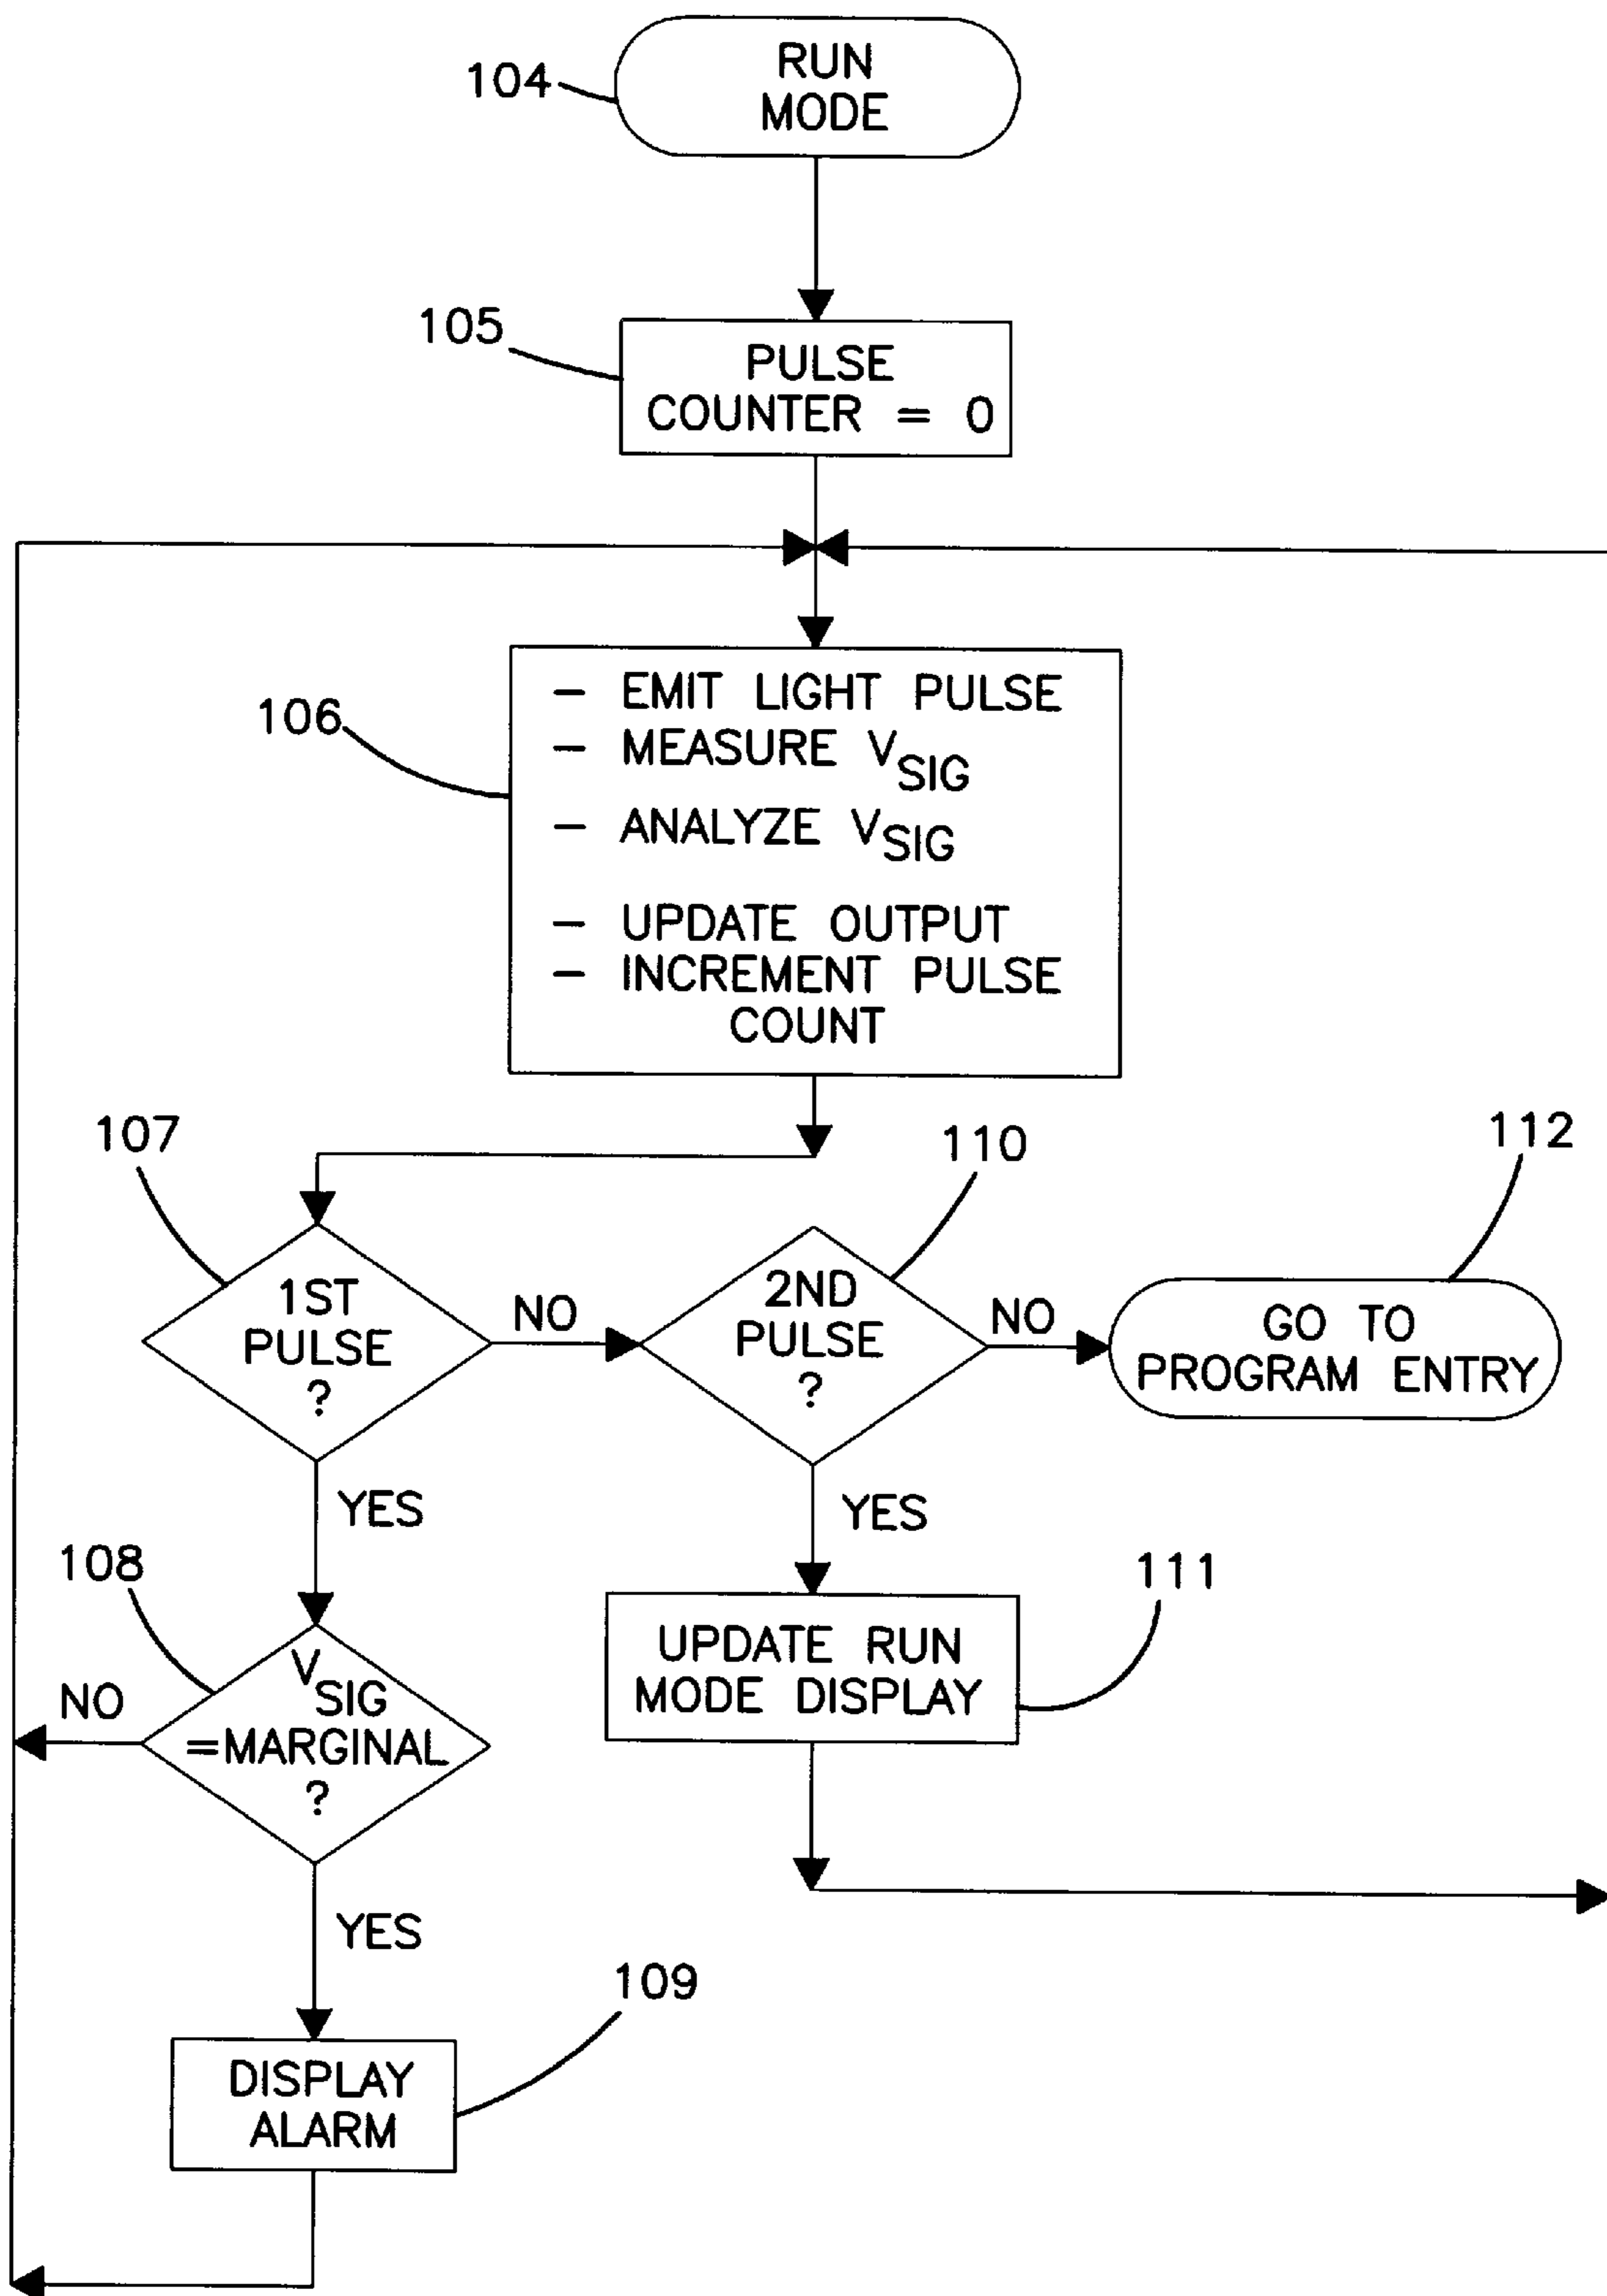 104
RUN
MODE
105
PULSE
COUNTER = 0
106
- EMIT LIGHT PULSE
- MEASURE VSIG
- ANALYZE VSIG
- UPDATE OUTPUT
- INCREMENT PULSE
COUNT
107
110
112
1ST
PULSE
?
NO
2ND
PULSE
?
NO
GO TO
PROGRAM ENTRY
YES
YES
108
111
NO
VSIG
=MARGINAL
?
UPDATE RUN
MODE DISPLAY
YES
109
DISPLAY
ALARM